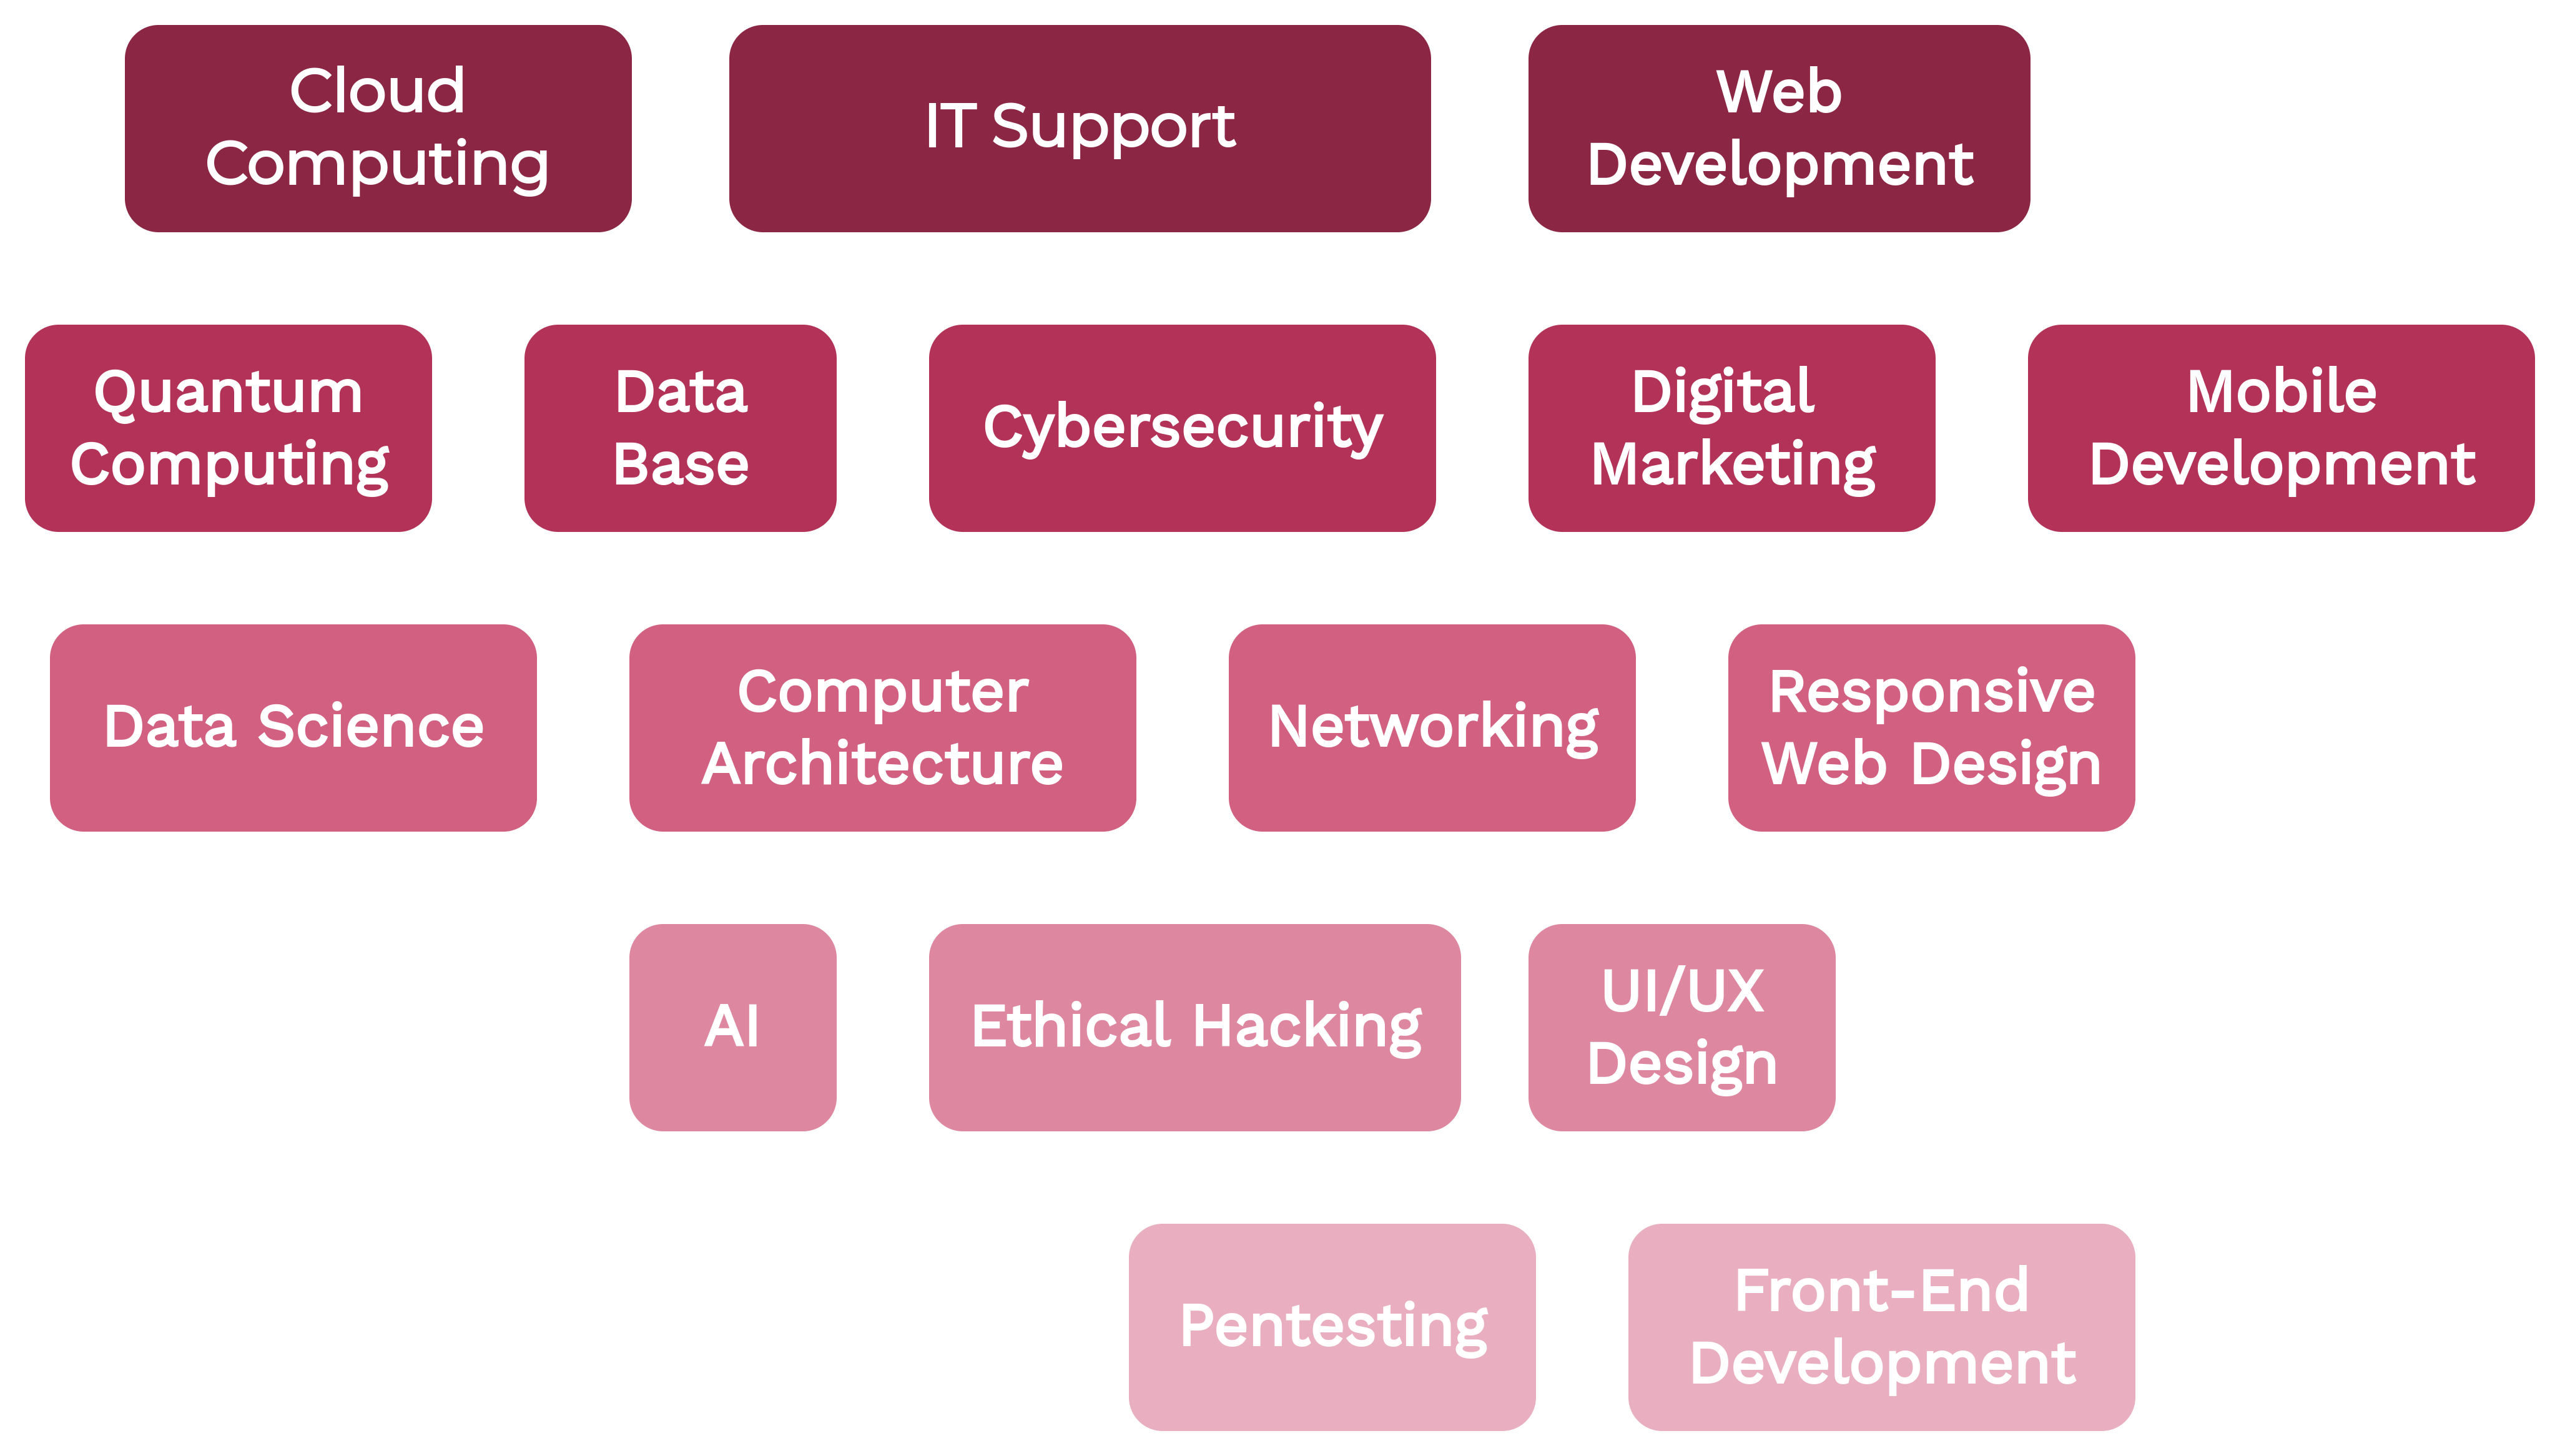 Cloud
Computing
IT Support
Web
Development
Quantum
Computing
Data
Base
Cybersecurity
Digital
Marketing
Mobile
Development
Data Science
Computer
Architecture
Networking
Responsive
Web Design
AI
Ethical Hacking
UI/UX
Design
Pentesting
Front-End
Development